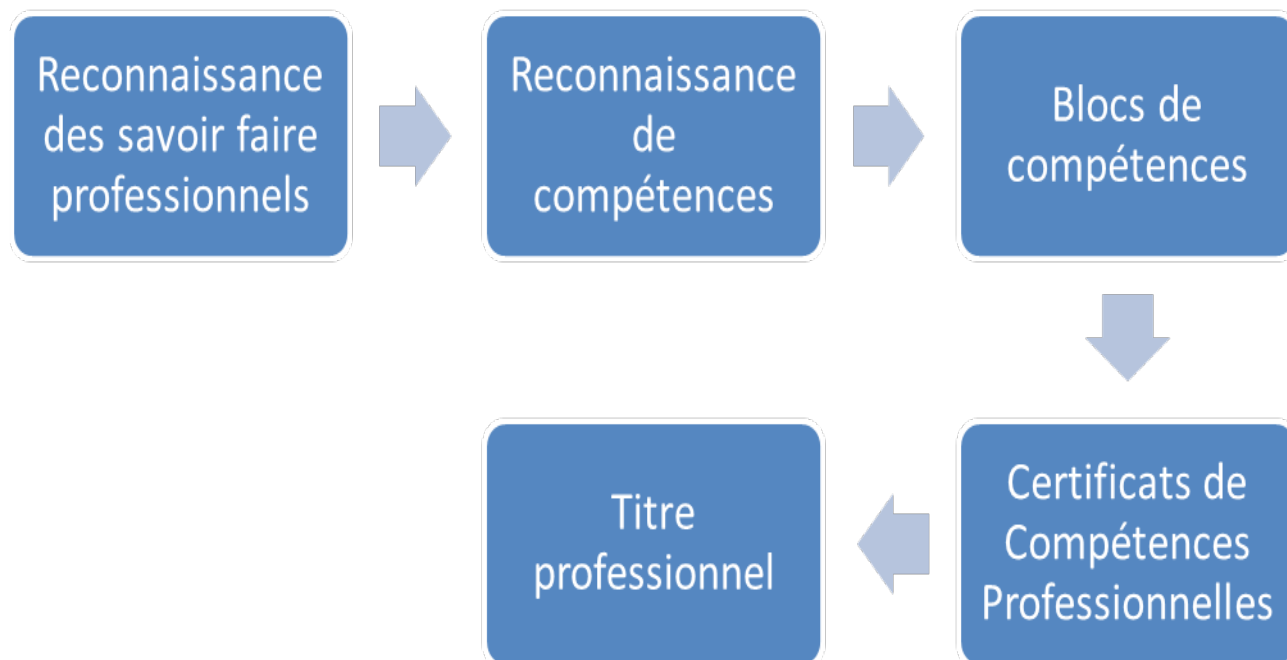 Reconnaissance
des savoir faire
professionnels
Reconnaissance
de
compétences
Blocs de
compétences
Certificats de
Compétences
Professionnelles
Titre
professionnel